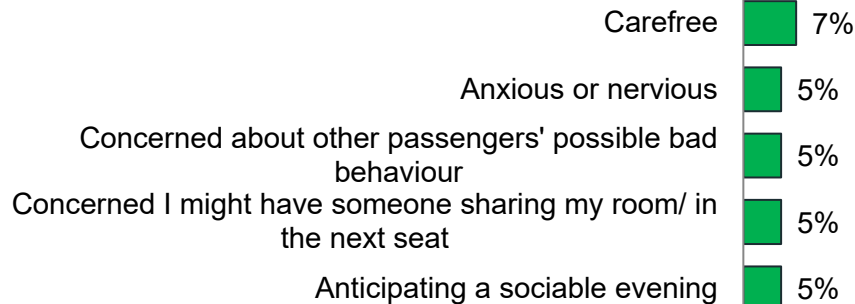 Carefree 7%
Anxious or nervious 5%
Concerned about other passengers' possible bad
behaviour 5%
Concerned I might have someone sharing my room/ in
the next seat 5%
Anticipating a sociable evening 5%